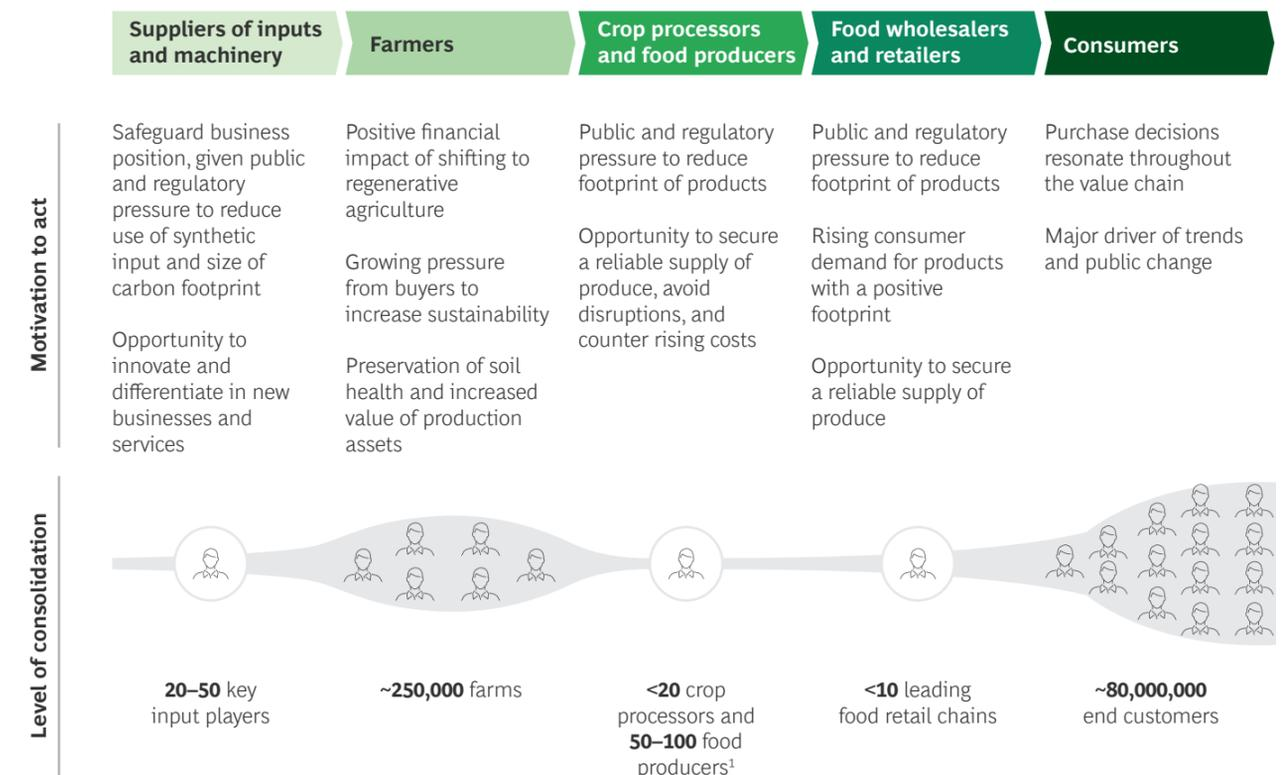 Suppliers of inputs
and machinery
Farmers
Crop processors
and food producers
Food wholesalers
and retailers
Consumers
Motivation to act
Safeguard business
position, given public
and regulatory
pressure to reduce
use of synthetic
input and size of
carbon footprint
Opportunity to
innovate and
differentiate in new
businesses and
services
Positive financial
impact of shifting to
regenerative
agriculture
Growing pressure
from buyers to
increase sustainability
Preservation of soil
health and increased
value of production
assets
Public and regulatory
pressure to reduce
footprint of products
Opportunity to secure
a reliable supply of
produce, avoid
disruptions, and
counter rising costs
Public and regulatory
pressure to reduce
footprint of products
Rising consumer
demand for products
with a positive
footprint
Opportunity to secure
a reliable supply of
produce
Purchase decisions
resonate throughout
the value chain
Major driver of trends
and public change
Level of consolidation
20–50 key
input players
~250,000 farms
<20 crop
processors and
50–100 food
producers¹
<10 leading
food retail chains
~80,000,000
end customers